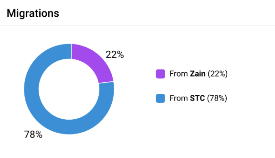 Migrations
22%
From Zain (22%)
From STC (78%)
78%